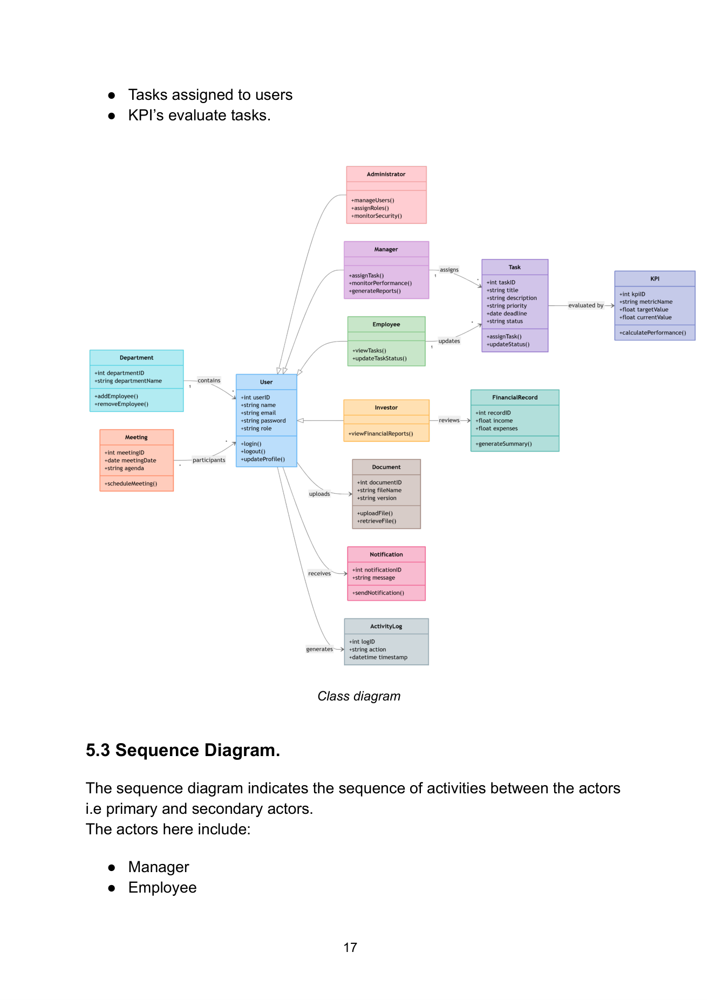 ● Tasks assigned to users
● KPI’s evaluate tasks.
Administrator
+manageUsers()
+assignRoles()
+monitorSecurity()
Manager
+assignTask()
+monitorPerformance()
+generateReports()
assigns
1
*
Task
+int taskID
+string title
+string description
+string priority
+date deadline
+string status
+assignTask()
+updateStatus()
evaluated by
KPI
+int kpiID
+string metricName
+float targetValue
+float currentValue
+calculatePerformance()
Employee
+viewTasks()
+updateTaskStatus()
updates
1
*
Department
+int departmentID
+string departmentName
+addEmployee()
+removeEmployee()
contains
1
*
User
+int userID
+string name
+string email
+string password
+string role
+login()
+logout()
+updateProfile()
Investor
+viewFinancialReports()
reviews
FinancialRecord
+int recordID
+float income
+float expenses
+generateSummary()
Meeting
+int meetingID
+date meetingDate
+string agenda
+scheduleMeeting()
participants
*
*
uploads
Document
+int documentID
+string fileName
+string version
+uploadFile()
+retrieveFile()
receives
Notification
+int notificationID
+string message
+sendNotification()
generates
ActivityLog
+int logID
+string action
+datetime timestamp
Class diagram
5.3 Sequence Diagram.
The sequence diagram indicates the sequence of activities between the actors
i.e primary and secondary actors.
The actors here include:
● Manager
● Employee
17